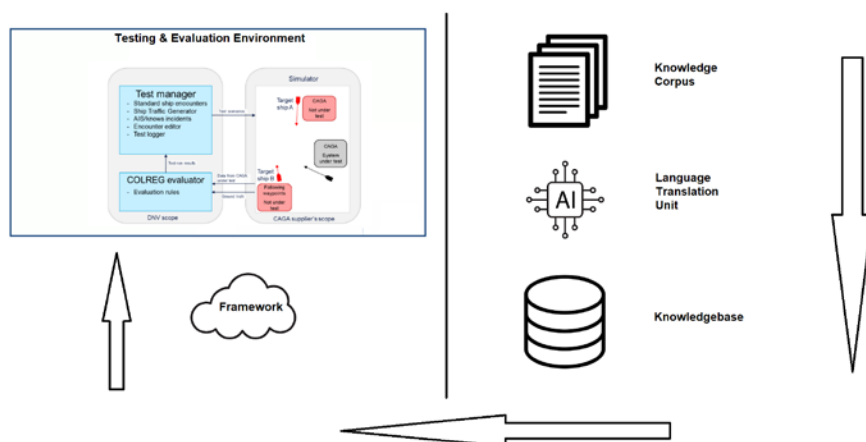 Testing & Evaluation Environment
Test manager
- Standard ship encounters
- Ship Traffic Generator
- AIS/knows incidents
- Encounter editor
- Test logger
COLREG evaluator
- Evaluation rules
DNV scope
Simulator
Target
ship A
CAGA
Not under
test
CAGA
System under
test
Target
ship B
Following
waypoints
Not under
test
CAGA supplier's scope
Framework
Knowledge
Corpus
AI
Language
Translation
Unit
Knowledgebase